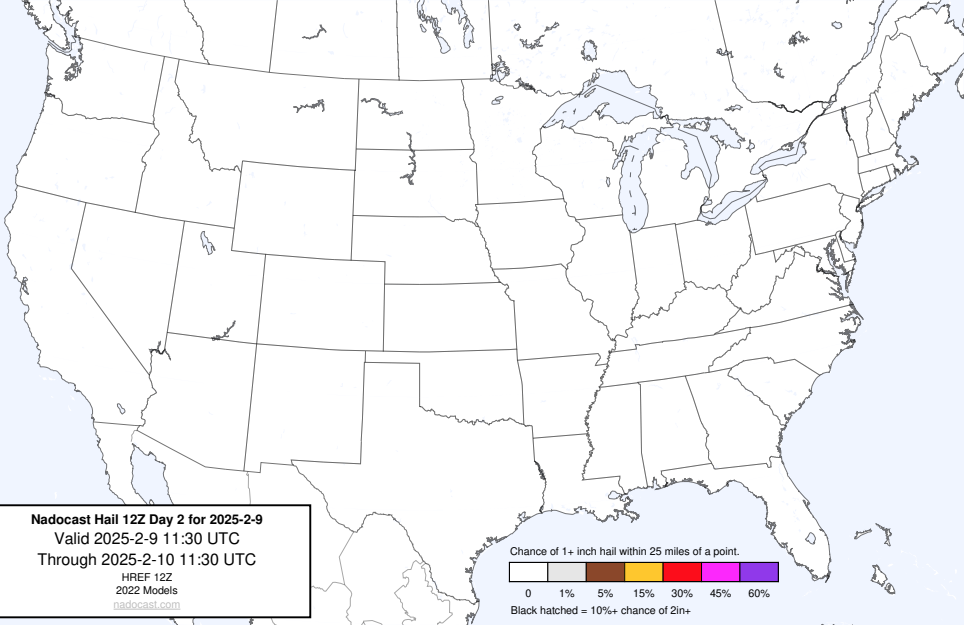 Nadocast Hail 12Z Day 2 for 2025-2-9
Valid 2025-2-9 11:30 UTC
Through 2025-2-10 11:30 UTC
HREF 12Z
2022 Models
nadocast.com
Chance of 1+ inch hail within 25 miles of a point.
0 1% 5% 15% 30% 45% 60%
Black hatched = 10%+ chance of 2in+